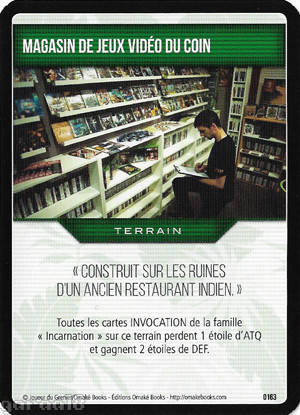 MAGASIN DE JEUX VIDÉO DU COIN
TERRAIN
« CONSTRUIT SUR LES RUINES
D'UN ANCIEN RESTAURANT INDIEN. »
Toutes les cartes INVOCATION de la famille
« Incarnation » sur ce terrain perdent 1 étoile d'ATQ
et gagnent 2 étoiles de DEF.
© Joueur du Grenier/Omaké Books - Éditions Omaké Books - http://omakebooks.com
0163